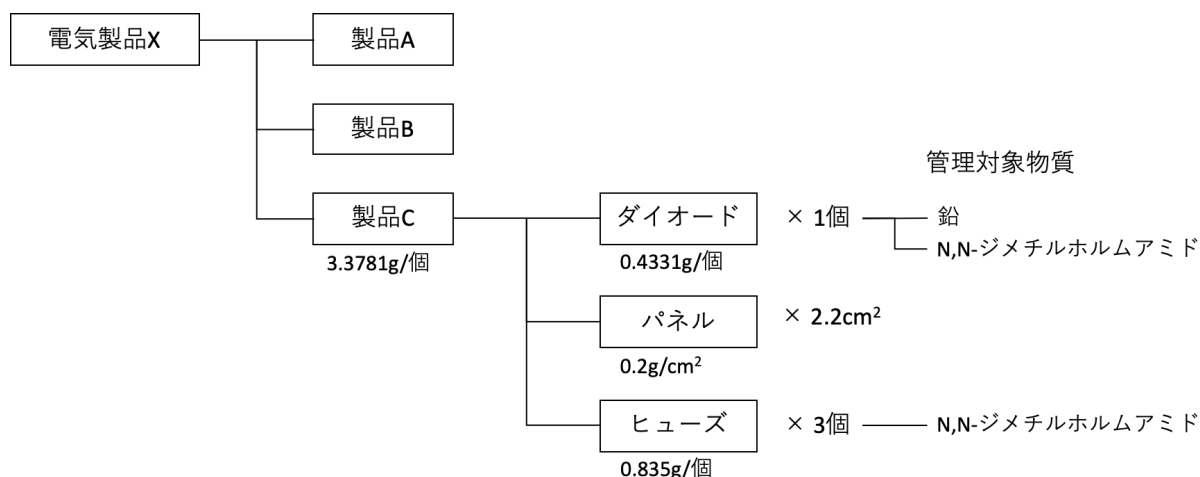 電気製品X
製品A
製品B
管理対象物質
製品C
3.3781g/個
ダイオード
0.4331g/個
× 1個
鉛
N,N-ジメチルホルムアミド
パネル
0.2g/cm²
× 2.2cm²
ヒューズ
0.835g/個
× 3個
N,N-ジメチルホルムアミド